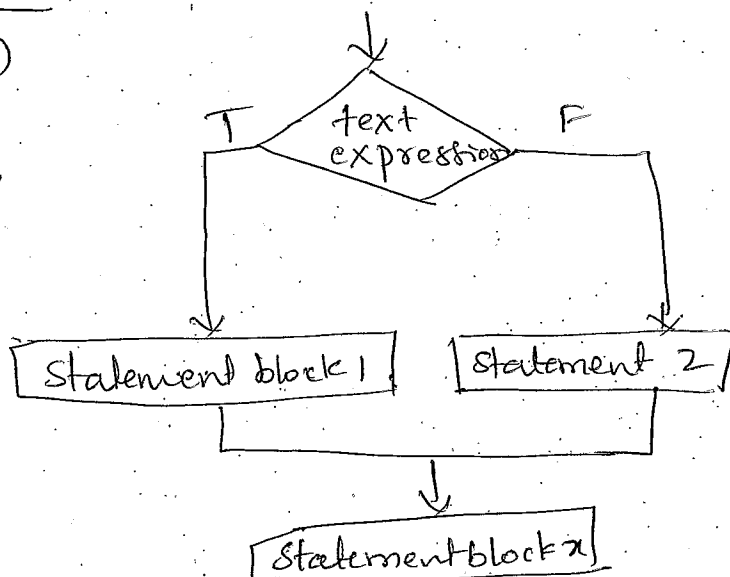 )
T
text
expression
F
Statement block 1
Statement 2
Statement block x